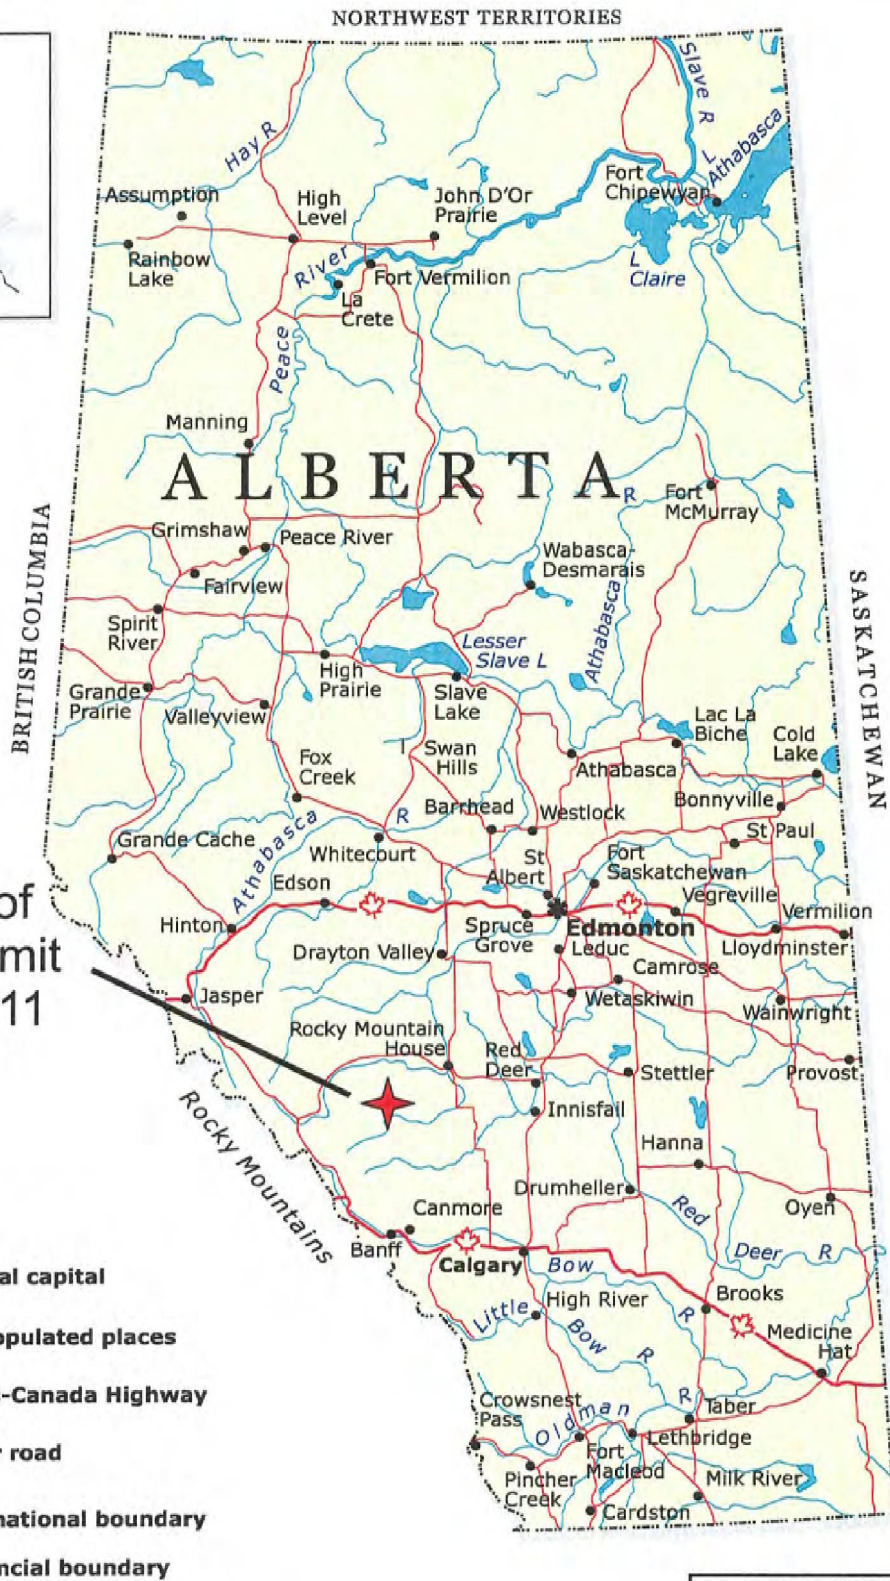 NORTHWEST TERRITORIES
Slave R
L Athabasca
Hay R
Fort
Chipewyan
Assumption
High
Level
John D'Or
Prairie
Rainbow
Lake
River
Fort Vermilion
L
Claire
La
Crete
Peace
Manning
ALBERTA
R
Fort
McMurray
BRITISH COLUMBIA
SASKATCHEWAN
Grimshaw
Peace River
Wabasca-
Desmarais
Fairview
Athabasca
Spirit
River
Lesser
Slave L
High
Prairie
Grande
Prairie
Valleyview
Slave
Lake
Lac La
Biche
Cold
Lake
Fox
Creek
Swan
Hills
Athabasca
Bonnyville
Barrhead
Westlock
R
Athabasca
St Paul
Grande Cache
Whitecourt
St
Albert
Fort
Saskatchewan
Edson
Vegreville
Vermilion
of
Hinton
Spruce
Grove
Edmonton
Lloydminster
Drayton Valley
Leduc
mit
Camrose
11
Jasper
Wetaskiwin
Wainwright
Rocky Mountain
House
Red
Deer
Stettler
Provost
Innisfail
Rocky Mountains
Hanna
Drumheller
Red
Deer R
Oyen
Canmore
Banff
Calgary
Bow
R
al capital
Little
Bow
R
High River
Brooks
opulated places
Medicine
Hat
-Canada Highway
Crowsnest
Pass
Oldman
R
Taber
r road
Lethbridge
Fort
Macleod
Pincher
Creek
Milk River
Cardston
national boundary
ncial boundary